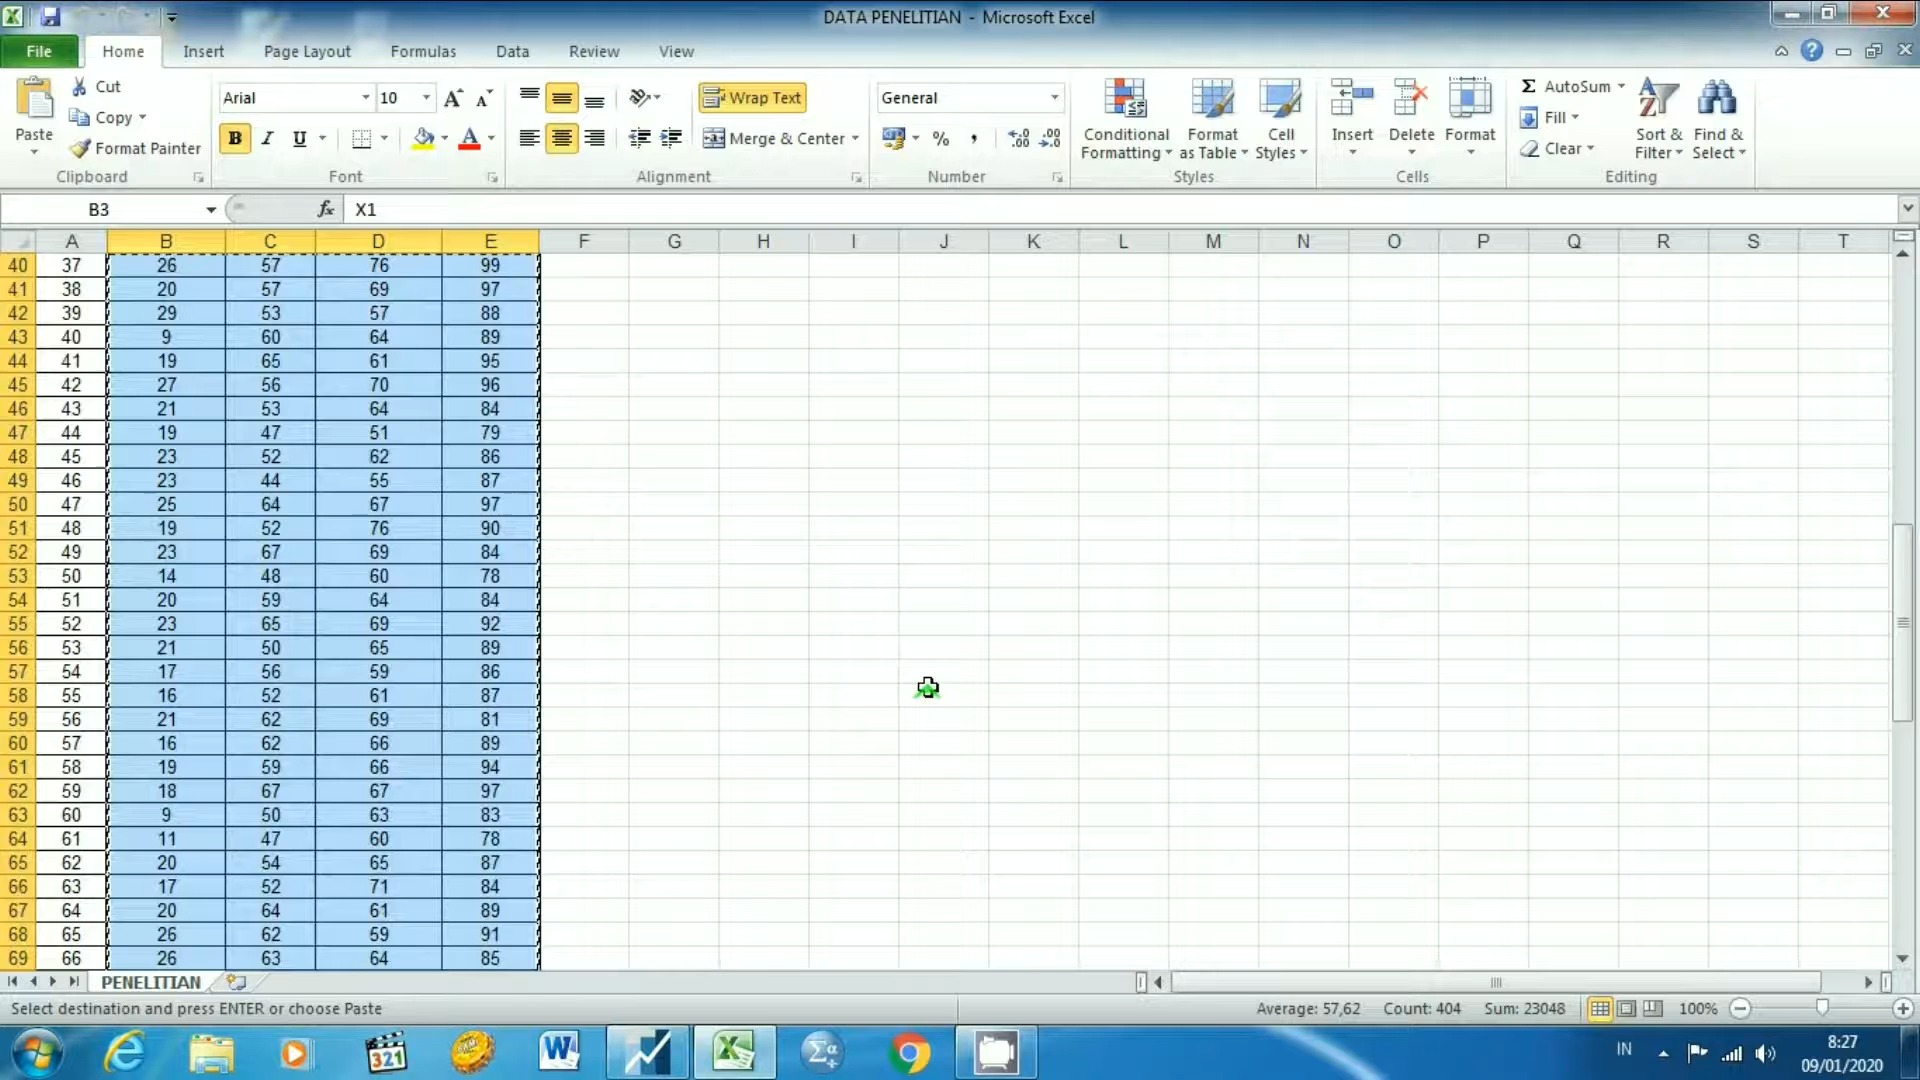 DATA PENELITIAN - Microsoft Excel
File Home Insert Page Layout Formulas Data Review View
Paste Cut Copy Format Painter
Arial 10
B I U
Wrap Text
Merge & Center
General
% ,
Conditional Formatting Format as Table Cell Styles
Insert Delete Format
Σ AutoSum Fill Clear
Sort & Filter Find & Select
Clipboard Font Alignment Number Styles Cells Editing
B3 fx X1
A B C D E F G H I J K L M N O P Q R S T
40 37 26 57 76 99
41 38 20 57 69 97
42 39 29 53 57 88
43 40 9 60 64 89
44 41 19 65 61 95
45 42 27 56 70 96
46 43 21 53 64 84
47 44 19 47 51 79
48 45 23 52 62 86
49 46 23 44 55 87
50 47 25 64 67 97
51 48 19 52 76 90
52 49 23 67 69 84
53 50 14 48 60 78
54 51 20 59 64 84
55 52 23 65 69 92
56 53 21 50 65 89
57 54 17 56 59 86
58 55 16 52 61 87
59 56 21 62 69 81
60 57 16 62 66 89
61 58 19 59 66 94
62 59 18 67 67 97
63 60 9 50 63 83
64 61 11 47 60 78
65 62 20 54 65 87
66 63 17 52 71 84
67 64 20 64 61 89
68 65 26 62 59 91
69 66 26 63 64 85
PENELITIAN
Select destination and press ENTER or choose Paste Average: 57,62 Count: 404 Sum: 23048 100%
321
IN 8:27
09/01/2020